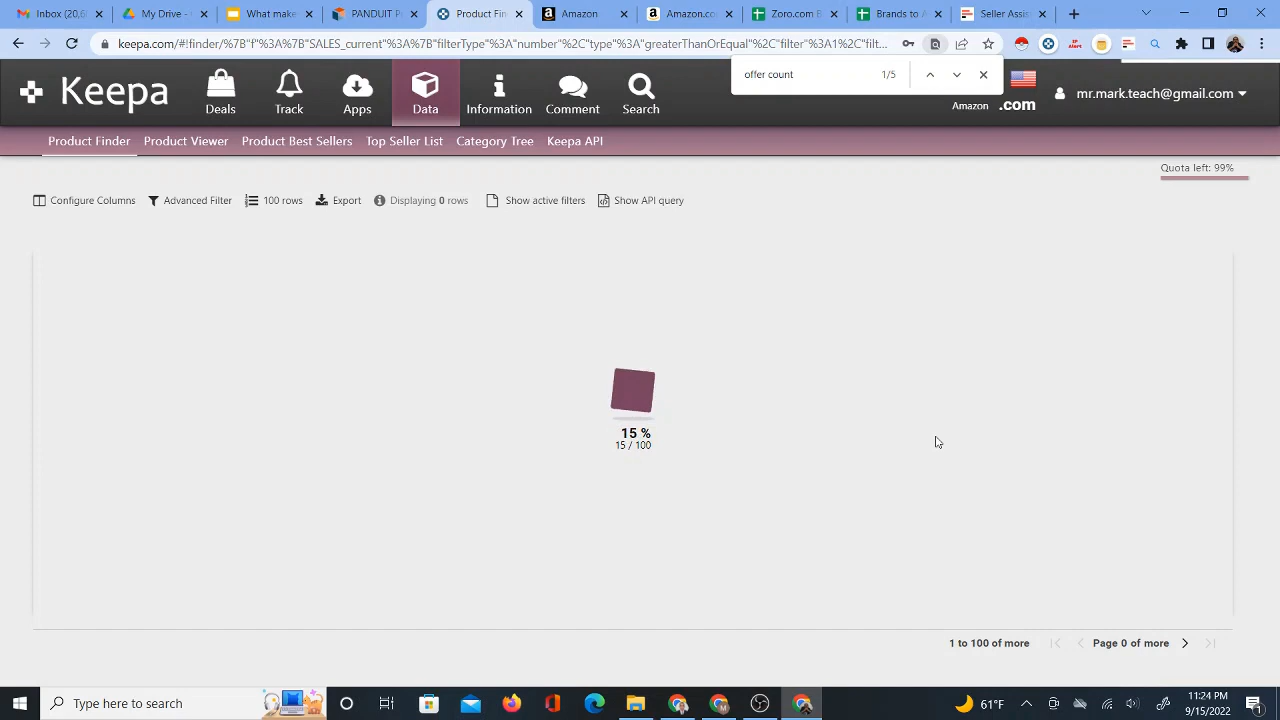 Inbox (20,6
My Drive -
What make
PANDUIT P
Product Fin
Amazon
Amazon.co
Zoro.com B
Brands to A
Seller Assis
keepa.com/#!finder/%7B"f"%3A%7B"SALES_current"%3A%7B"filterType"%3A"number"%2C"type"%3A"greaterThanOrEqual"%2C"filter"%3A1%2C"filt...
offer count 1/5
Keepa
Deals
Track
Apps
Data
Information
Comment
Search
Amazon .com
mr.mark.teach@gmail.com
Product Finder
Product Viewer
Product Best Sellers
Top Seller List
Category Tree
Keepa API
Quota left: 99%
Configure Columns
Advanced Filter
100 rows
Export
Displaying 0 rows
Show active filters
Show API query
15 %
15 / 100
1 to 100 of more
Page 0 of more
Type here to search
11:24 PM
9/15/2022